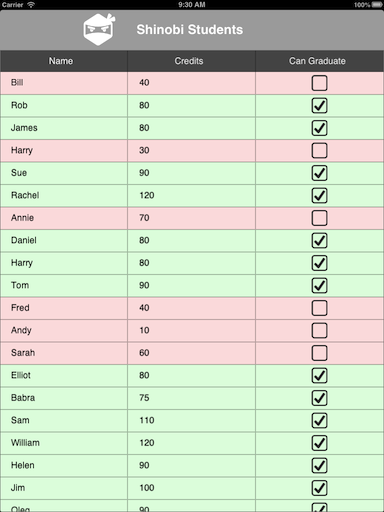 Carrier 9:30 AM 100%
Shinobi Students
Name Credits Can Graduate
Bill 40
Rob 80
James 80
Harry 30
Sue 90
Rachel 120
Annie 70
Daniel 80
Harry 80
Tom 90
Fred 40
Andy 10
Sarah 60
Elliot 80
Babra 75
Sam 110
William 120
Helen 90
Jim 100
Oleg 90